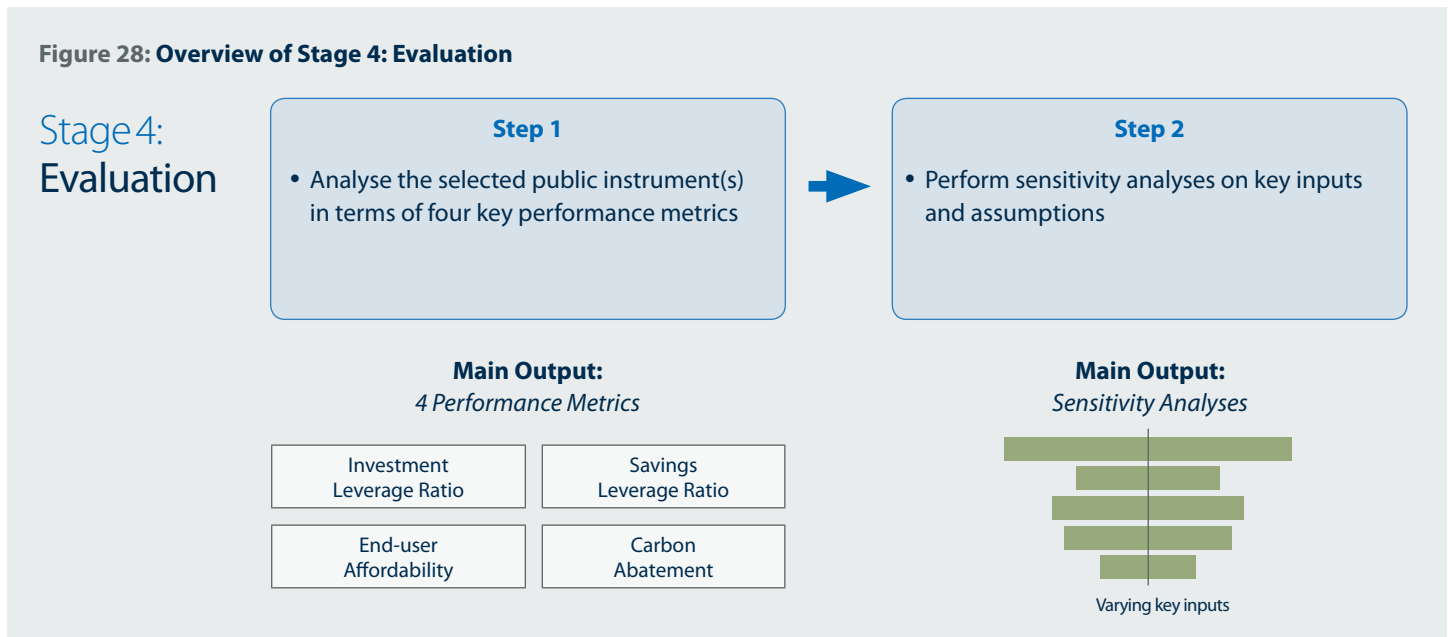 Figure 28: Overview of Stage 4: Evaluation
Stage 4:
Evaluation
Step 1
• Analyse the selected public instrument(s)
in terms of four key performance metrics
Step 2
• Perform sensitivity analyses on key inputs
and assumptions
Main Output:
4 Performance Metrics
Investment
Leverage Ratio
Savings
Leverage Ratio
End-user
Affordability
Carbon
Abatement
Main Output:
Sensitivity Analyses
Varying key inputs